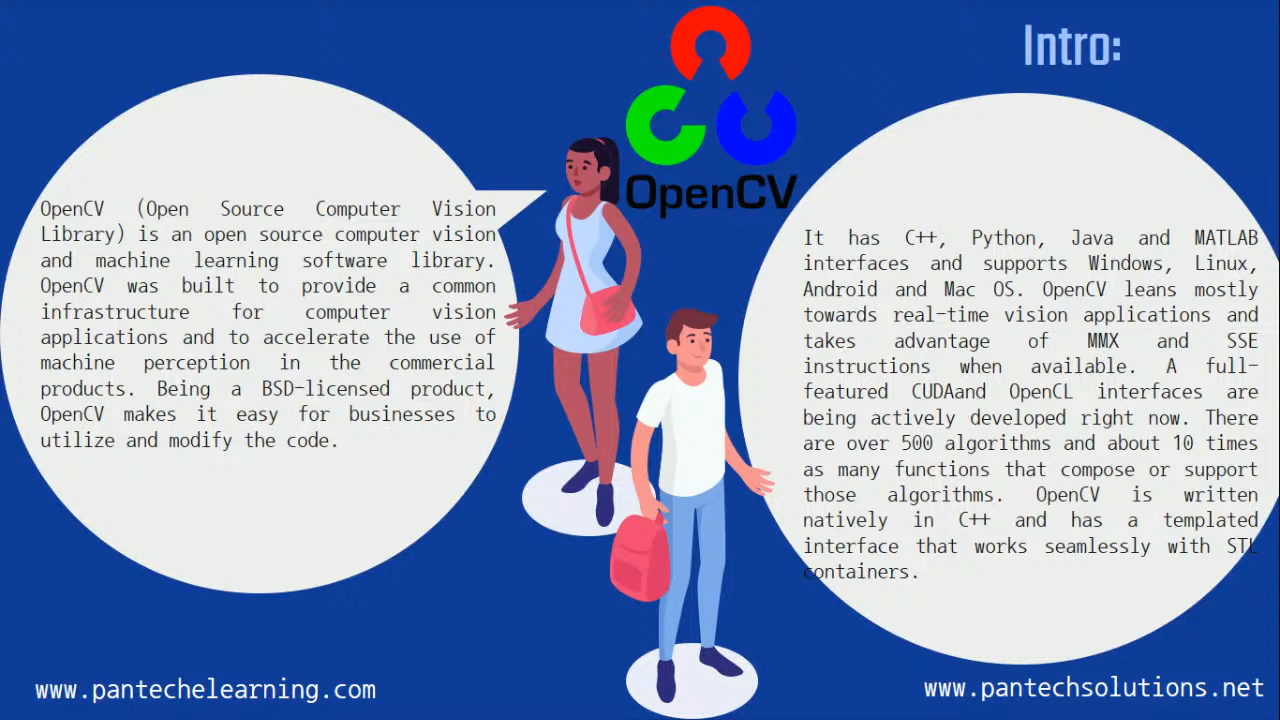 Intro:
OpenCV
OpenCV (Open Source Computer Vision
Library) is an open source computer vision
and machine learning software library.
OpenCV was built to provide a common
infrastructure for computer vision
applications and to accelerate the use of
machine perception in the commercial
products. Being a BSD-licensed product,
OpenCV makes it easy for businesses to
utilize and modify the code.
It has C++, Python, Java and MATLAB
interfaces and supports Windows, Linux,
Android and Mac OS. OpenCV leans mostly
towards real-time vision applications and
takes advantage of MMX and SSE
instructions when available. A full-
featured CUDAand OpenCL interfaces are
being actively developed right now. There
are over 500 algorithms and about 10 times
as many functions that compose or support
those algorithms. OpenCV is written
natively in C++ and has a templated
interface that works seamlessly with STL
containers.
www.pantechelearning.com
www.pantechsolutions.net